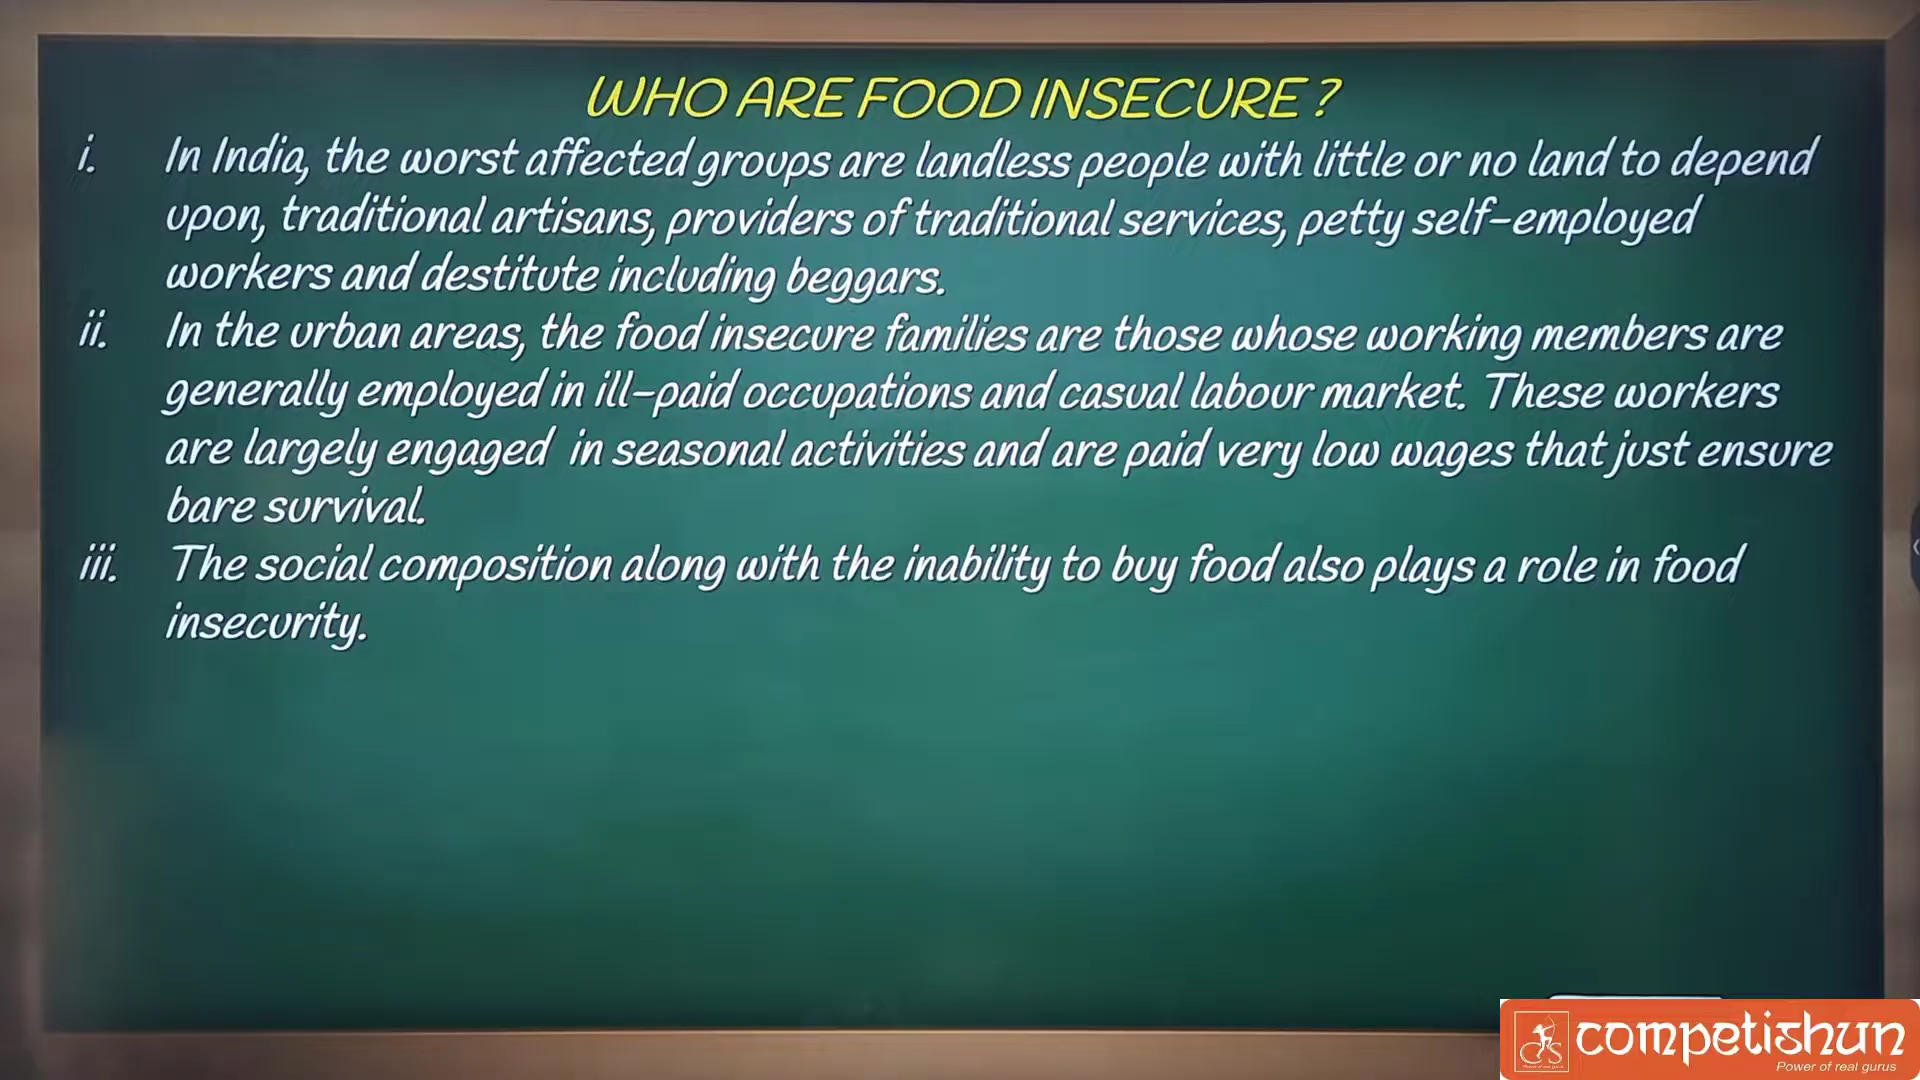 WHO ARE FOOD INSECURE?
i. In India, the worst affected groups are landless people with little or no land to depend
upon, traditional artisans, providers of traditional services, petty self-employed
workers and destitute including beggars.
ii. In the urban areas, the food insecure families are those whose working members are
generally employed in ill-paid occupations and casual labour market. These workers
are largely engaged in seasonal activities and are paid very low wages that just ensure
bare survival.
iii. The social composition along with the inability to buy food also plays a role in food
insecurity.
competishun
Power of real gurus